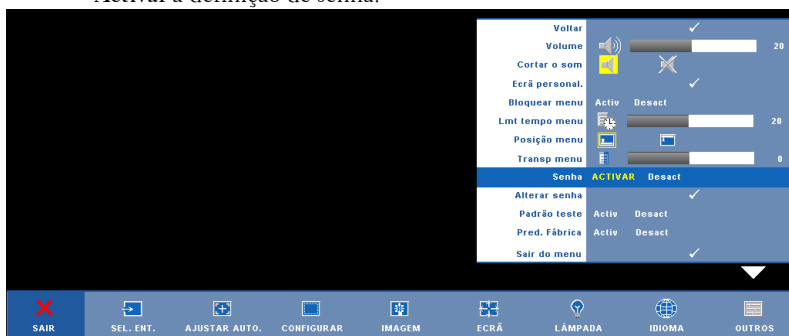 Activar a definição de senha.
Voltar
Volume 20
Cortar o som
Ecrã personal.
Bloquear menu Activ Desact
Lmt tempo menu 20
Posição menu
Transp menu 0
Senha ACTIVAR Desact
Alterar senha
Padrão teste Activ Desact
Pred. Fábrica Activ Desact
Sair do menu
SAIR SEL. ENT. AJUSTAR AUTO. CONFIGURAR IMAGEM ECRÃ LÂMPADA IDIOMA OUTROS